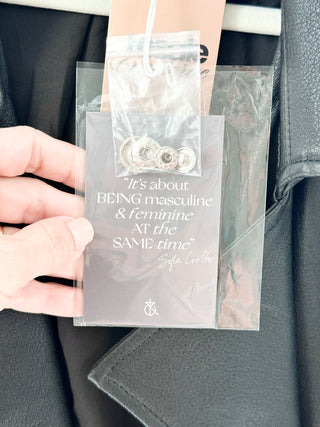 "It's about
BEING masculine
& feminine
AT the
SAME time"